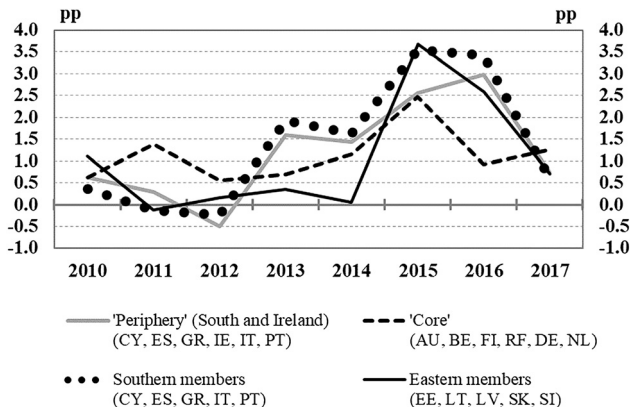 pp pp
4.0 4.0
3.5 3.5
3.0 3.0
2.5 2.5
2.0 2.0
1.5 1.5
1.0 1.0
0.5 0.5
0.0 0.0
-0.5 -0.5
-1.0 -1.0
2010 2011 2012 2013 2014 2015 2016 2017
'Periphery' (South and Ireland)
(CY, ES, GR, IE, IT, PT)
'Core'
(AU, BE, FI, RF, DE, NL)
Southern members
(CY, ES, GR, IT, PT)
Eastern members
(EE, LT, LV, SK, SI)